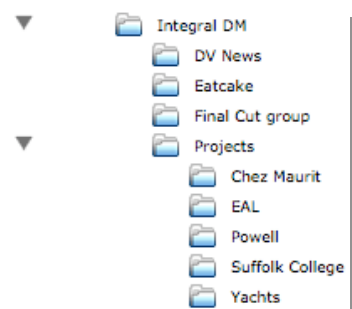 Integral DM
DV News
Eatcake
Final Cut group
Projects
Chez Maurit
EAL
Powell
Suffolk College
Yachts